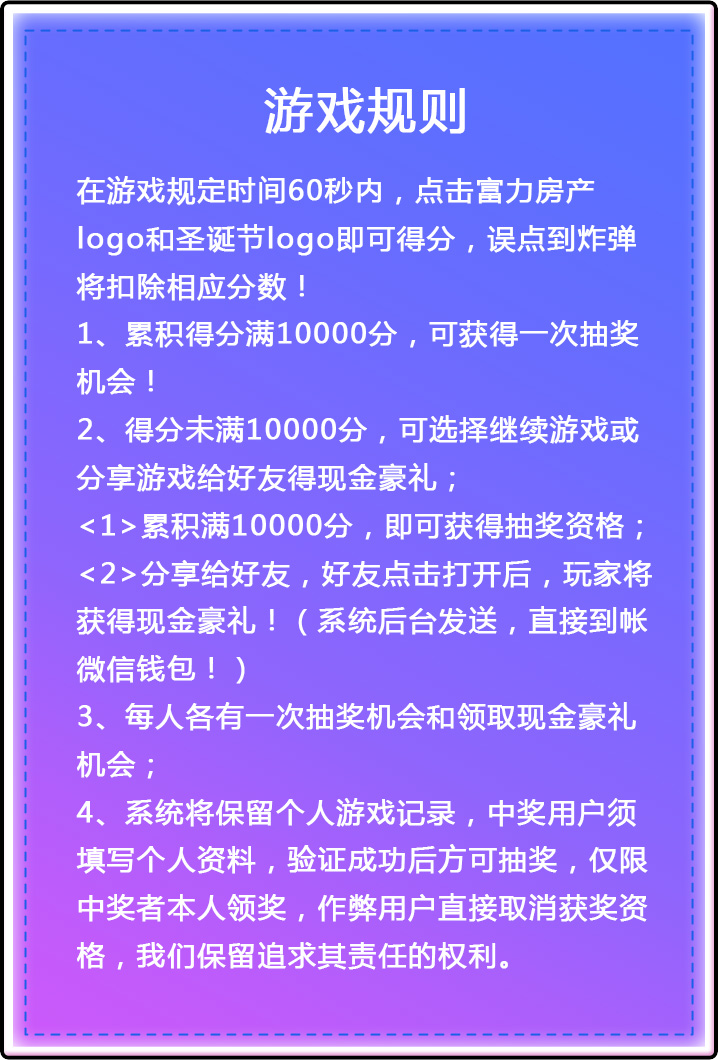 游戏规则
在游戏规定时间60秒内，点击富力房产
logo和圣诞节logo即可得分，误点到炸弹
将扣除相应分数！
1、累积得分满10000分，可获得一次抽奖
机会！
2、得分未满10000分，可选择继续游戏或
分享游戏给好友得现金豪礼；
<1>累积满10000分，即可获得抽奖资格；
<2>分享给好友，好友点击打开后，玩家将
获得现金豪礼！（系统后台发送，直接到帐
微信钱包！）
3、每人各有一次抽奖机会和领取现金豪礼
机会；
4、系统将保留个人游戏记录，中奖用户须
填写个人资料，验证成功后方可抽奖，仅限
中奖者本人领奖，作弊用户直接取消获奖资
格，我们保留追求其责任的权利。